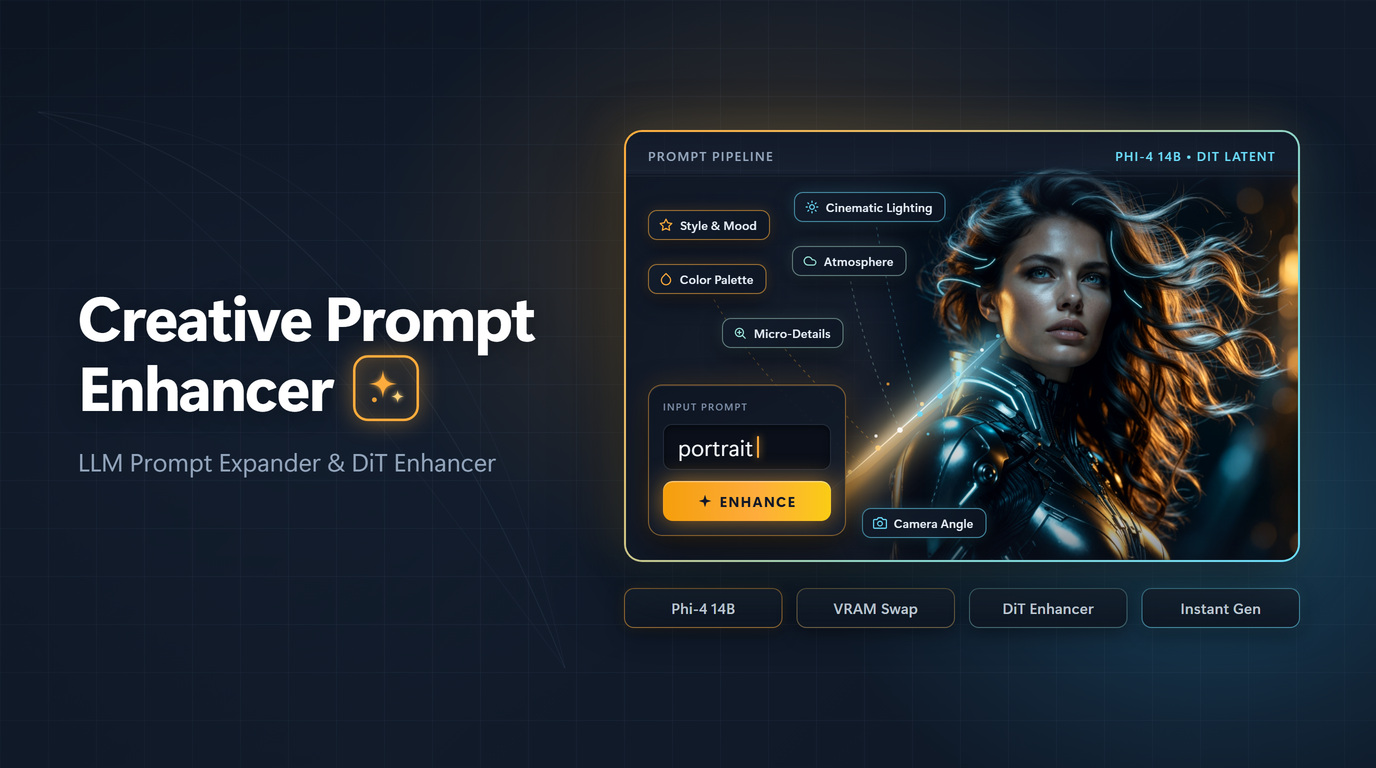 Creative Prompt
Enhancer
LLM Prompt Expander & DiT Enhancer
PROMPT PIPELINE
PHI-4 14B • DIT LATENT
Style & Mood
Cinematic Lighting
Color Palette
Atmosphere
Micro-Details
INPUT PROMPT
portrait
ENHANCE
Camera Angle
Phi-4 14B
VRAM Swap
DiT Enhancer
Instant Gen